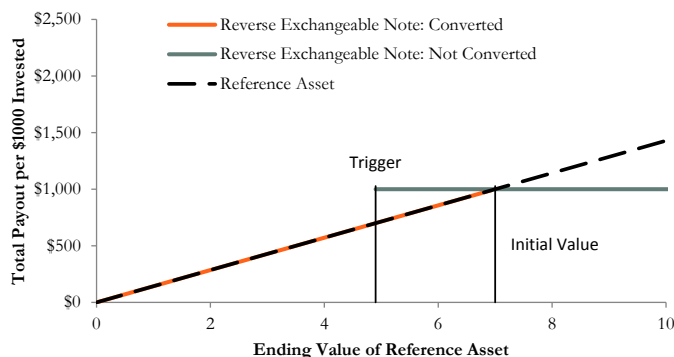 $2,500
Reverse Exchangeable Note: Converted
$2,000
Reverse Exchangeable Note: Not Converted
Reference Asset
$1,500
Trigger
$1,000
$500
Initial Value
$0
0 2 4 6 8 10
Total Payout per $1000 Invested
Ending Value of Reference Asset